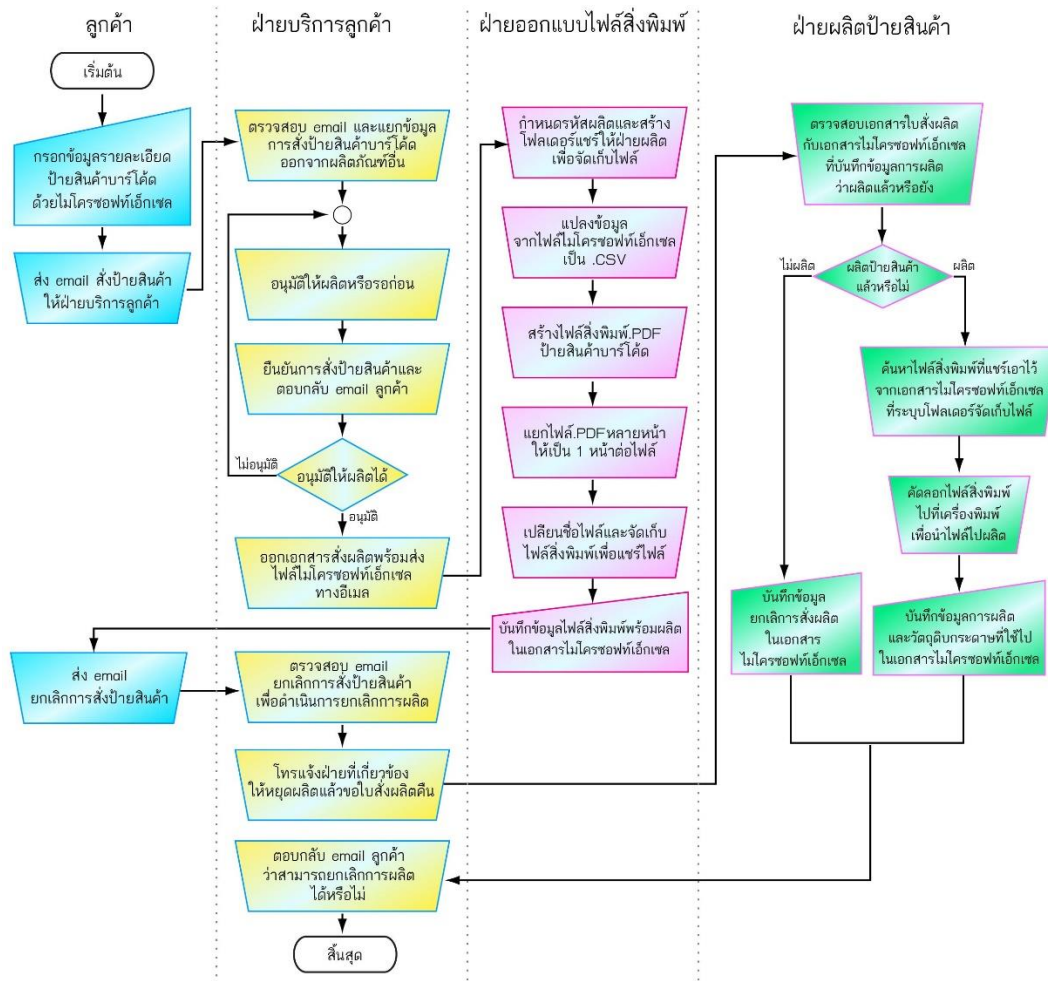 ลูกค้า
ฝ่ายบริการลูกค้า
ฝ่ายออกแบบไฟล์สิ่งพิมพ์
ฝ่ายผลิตป้ายสินค้า
เริ่มต้น
กรอกข้อมูลรายละเอียด
ป้ายสินค้าบาร์โค้ด
ด้วยไมโครซอฟท์เอ็กเซล
ส่ง email สั่งป้ายสินค้า
ให้ฝ่ายบริการลูกค้า
ตรวจสอบ email และแยกข้อมูล
การสั่งป้ายสินค้าบาร์โค้ด
ออกจากผลิตภัณฑ์อื่น
อนุมัติให้ผลิตหรือรอก่อน
ยืนยันการสั่งป้ายสินค้าและ
ตอบกลับ email ลูกค้า
ไม่อนุมัติ
อนุมัติให้ผลิตได้
อนุมัติ
ออกเอกสารสั่งผลิตพร้อมส่ง
ไฟล์ไมโครซอฟท์เอ็กเซล
ทางอีเมล
กำหนดรหัสผลิตและสร้าง
โฟลเดอร์แชร์ให้ฝ่ายผลิต
เพื่อจัดเก็บไฟล์
แปลงข้อมูล
จากไฟล์ไมโครซอฟท์เอ็กเซล
เป็น .CSV
สร้างไฟล์สิ่งพิมพ์.PDF
ป้ายสินค้าบาร์โค้ด
แยกไฟล์.PDFหลายหน้า
ให้เป็น 1 หน้าต่อไฟล์
เปลี่ยนชื่อไฟล์และจัดเก็บ
ไฟล์สิ่งพิมพ์เพื่อแชร์ไฟล์
บันทึกข้อมูลไฟล์สิ่งพิมพ์พร้อมผลิต
ในเอกสารไมโครซอฟท์เอ็กเซล
ส่ง email
ยกเลิกการสั่งป้ายสินค้า
ตรวจสอบ email
ยกเลิกการสั่งป้ายสินค้า
เพื่อดำเนินการยกเลิกการผลิต
โทรแจ้งฝ่ายที่เกี่ยวข้อง
ให้หยุดผลิตแล้วขอใบสั่งผลิตคืน
ตรวจสอบเอกสารใบสั่งผลิต
กับเอกสารไมโครซอฟท์เอ็กเซล
ที่บันทึกข้อมูลการผลิต
ว่าผลิตแล้วหรือยัง
ไม่ผลิต
ผลิตป้ายสินค้า
แล้วหรือไม่
ผลิต
ค้นหาไฟล์สิ่งพิมพ์ที่แชร์เอาไว้
จากเอกสารไมโครซอฟท์เอ็กเซล
ที่ระบุบโฟลเดอร์จัดเก็บไฟล์
คัดลอกไฟล์สิ่งพิมพ์
ไปที่เครื่องพิมพ์
เพื่อนำไฟล์ไปผลิต
บันทึกข้อมูล
ยกเลิการสั่งผลิต
ในเอกสาร
ไมโครซอฟท์เอ็กเซล
บันทึกข้อมูลการผลิต
และวัตถุดิบกระดาษที่ใช้ไป
ในเอกสารไมโครซอฟท์เอ็กเซล
ตอบกลับ email ลูกค้า
ว่าสามารถยกเลิกการผลิต
ได้หรือไม่
สิ้นสุด